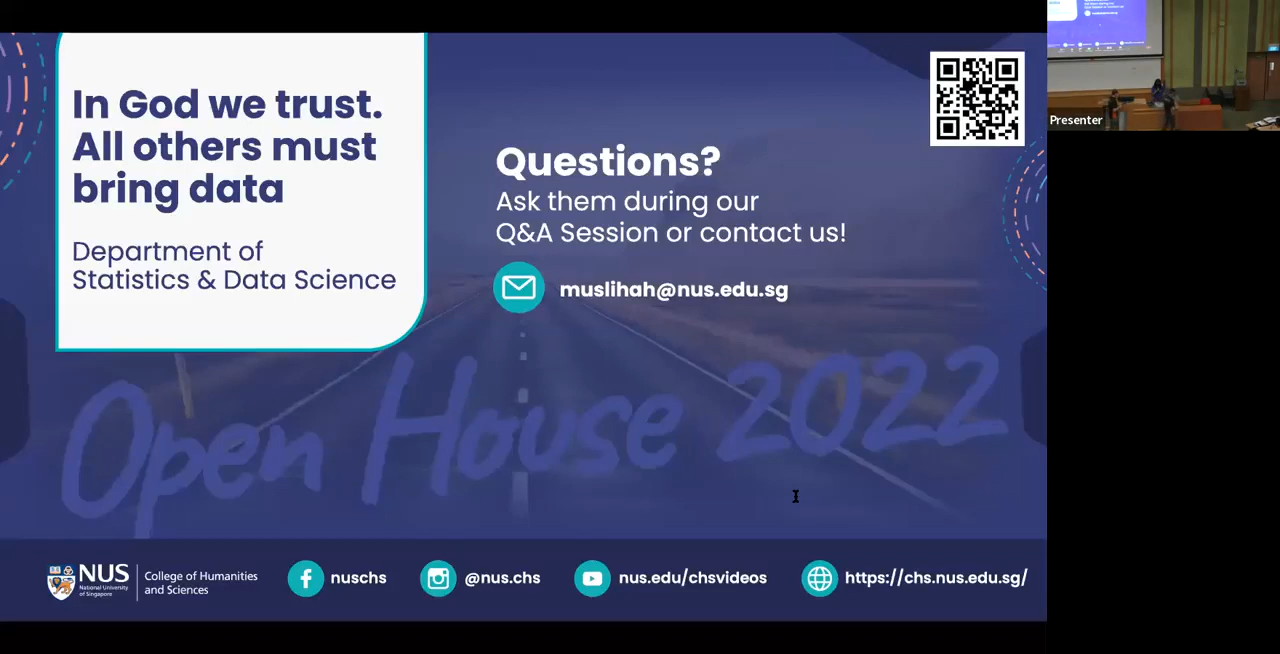 In God we trust.
All others must
bring data
Department of
Statistics & Data Science
Questions?
Ask them during our
Q&A Session or contact us!
muslihah@nus.edu.sg
Presenter
Open House 2022
NUS
National University
of Singapore
College of Humanities
and Sciences
nuschs
@nus.chs
nus.edu/chsvideos
https://chs.nus.edu.sg/